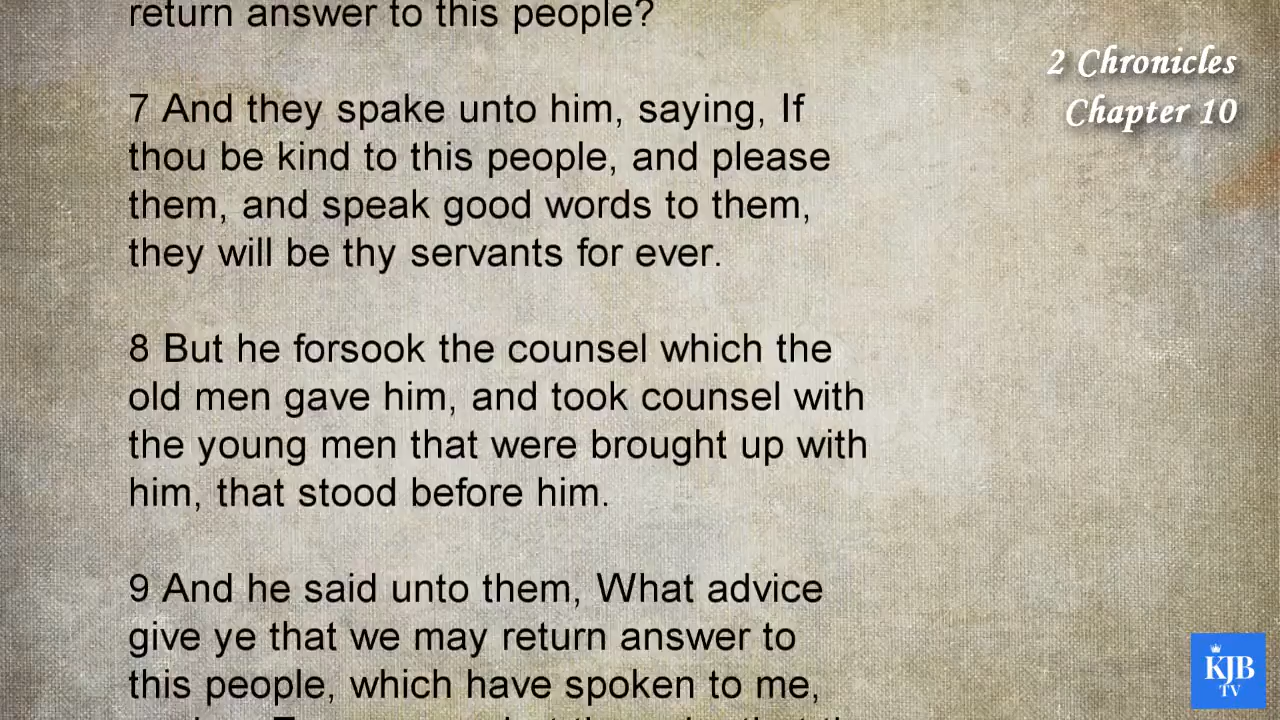 return answer to this people?
2 Chronicles
Chapter 10
7 And they spake unto him, saying, If
thou be kind to this people, and please
them, and speak good words to them,
they will be thy servants for ever.
8 But he forsook the counsel which the
old men gave him, and took counsel with
the young men that were brought up with
him, that stood before him.
9 And he said unto them, What advice
give ye that we may return answer to
this people, which have spoken to me,
KJB
TV